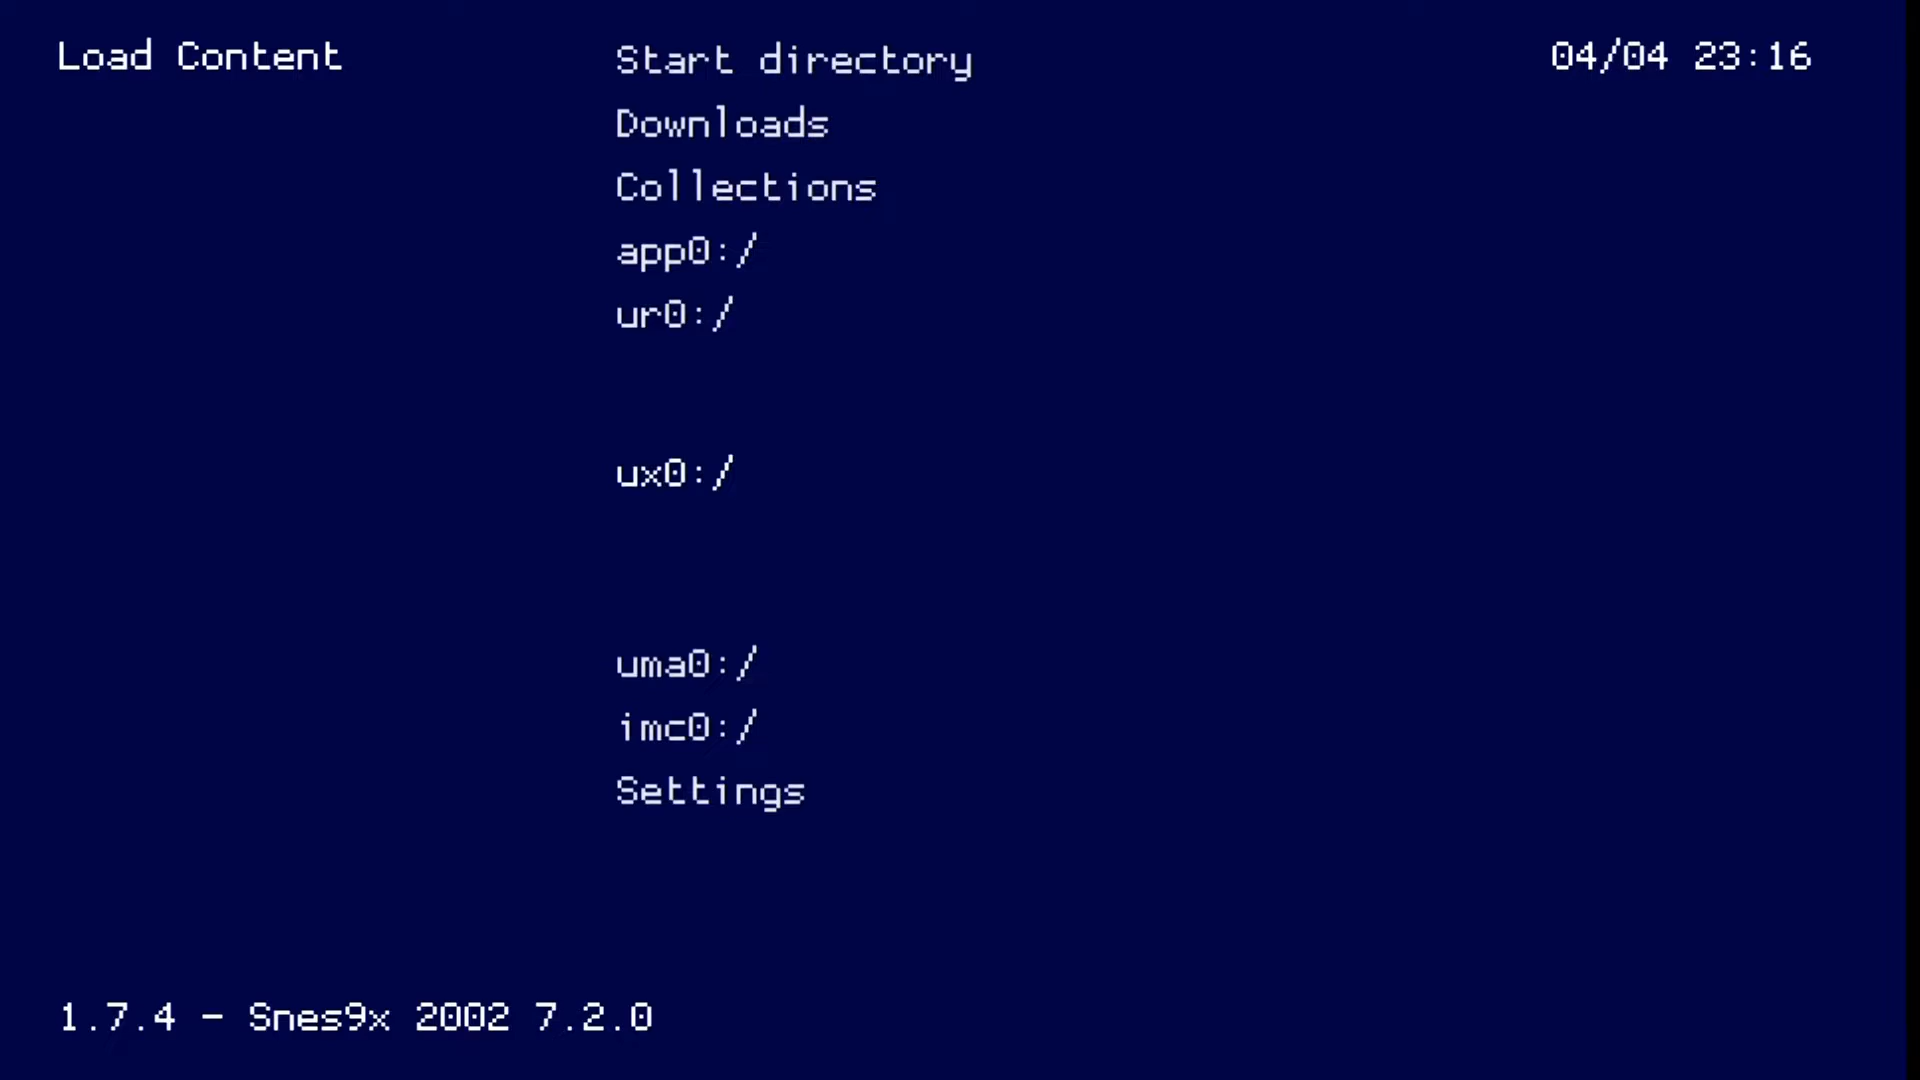 Load Content
04/04 23:16
Start directory
Downloads
Collections
app0:/
ur0:/
ux0:/
uma0:/
imc0:/
Settings
1.7.4 - Snes9x 2002 7.2.0